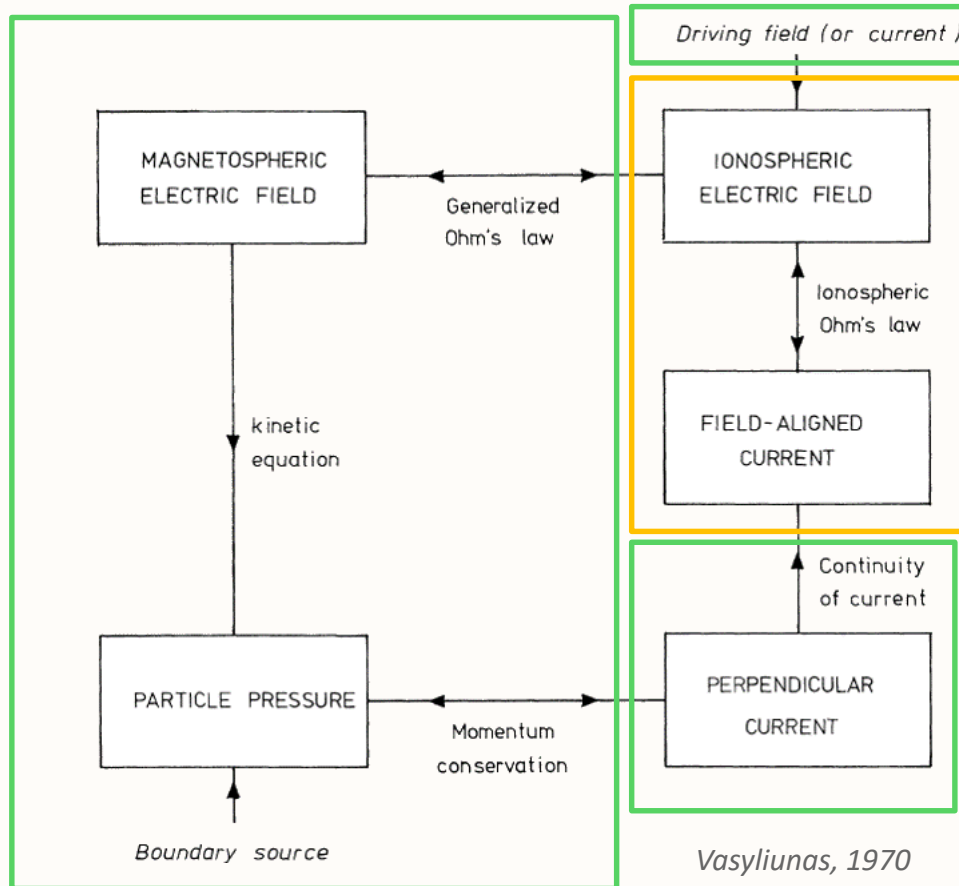 Driving field (or current)
MAGNETOSPHERIC
ELECTRIC FIELD
Generalized
Ohm's law
IONOSPHERIC
ELECTRIC FIELD
Ionospheric
Ohm's law
kinetic
equation
FIELD-ALIGNED
CURRENT
Continuity
of current
PARTICLE PRESSURE
Momentum
conservation
PERPENDICULAR
CURRENT
Boundary source
Vasyliunas, 1970